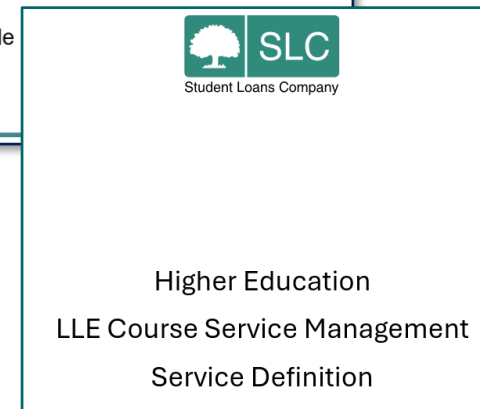 SLC
Student Loans Company
Higher Education
LLE Course Service Management
Service Definition